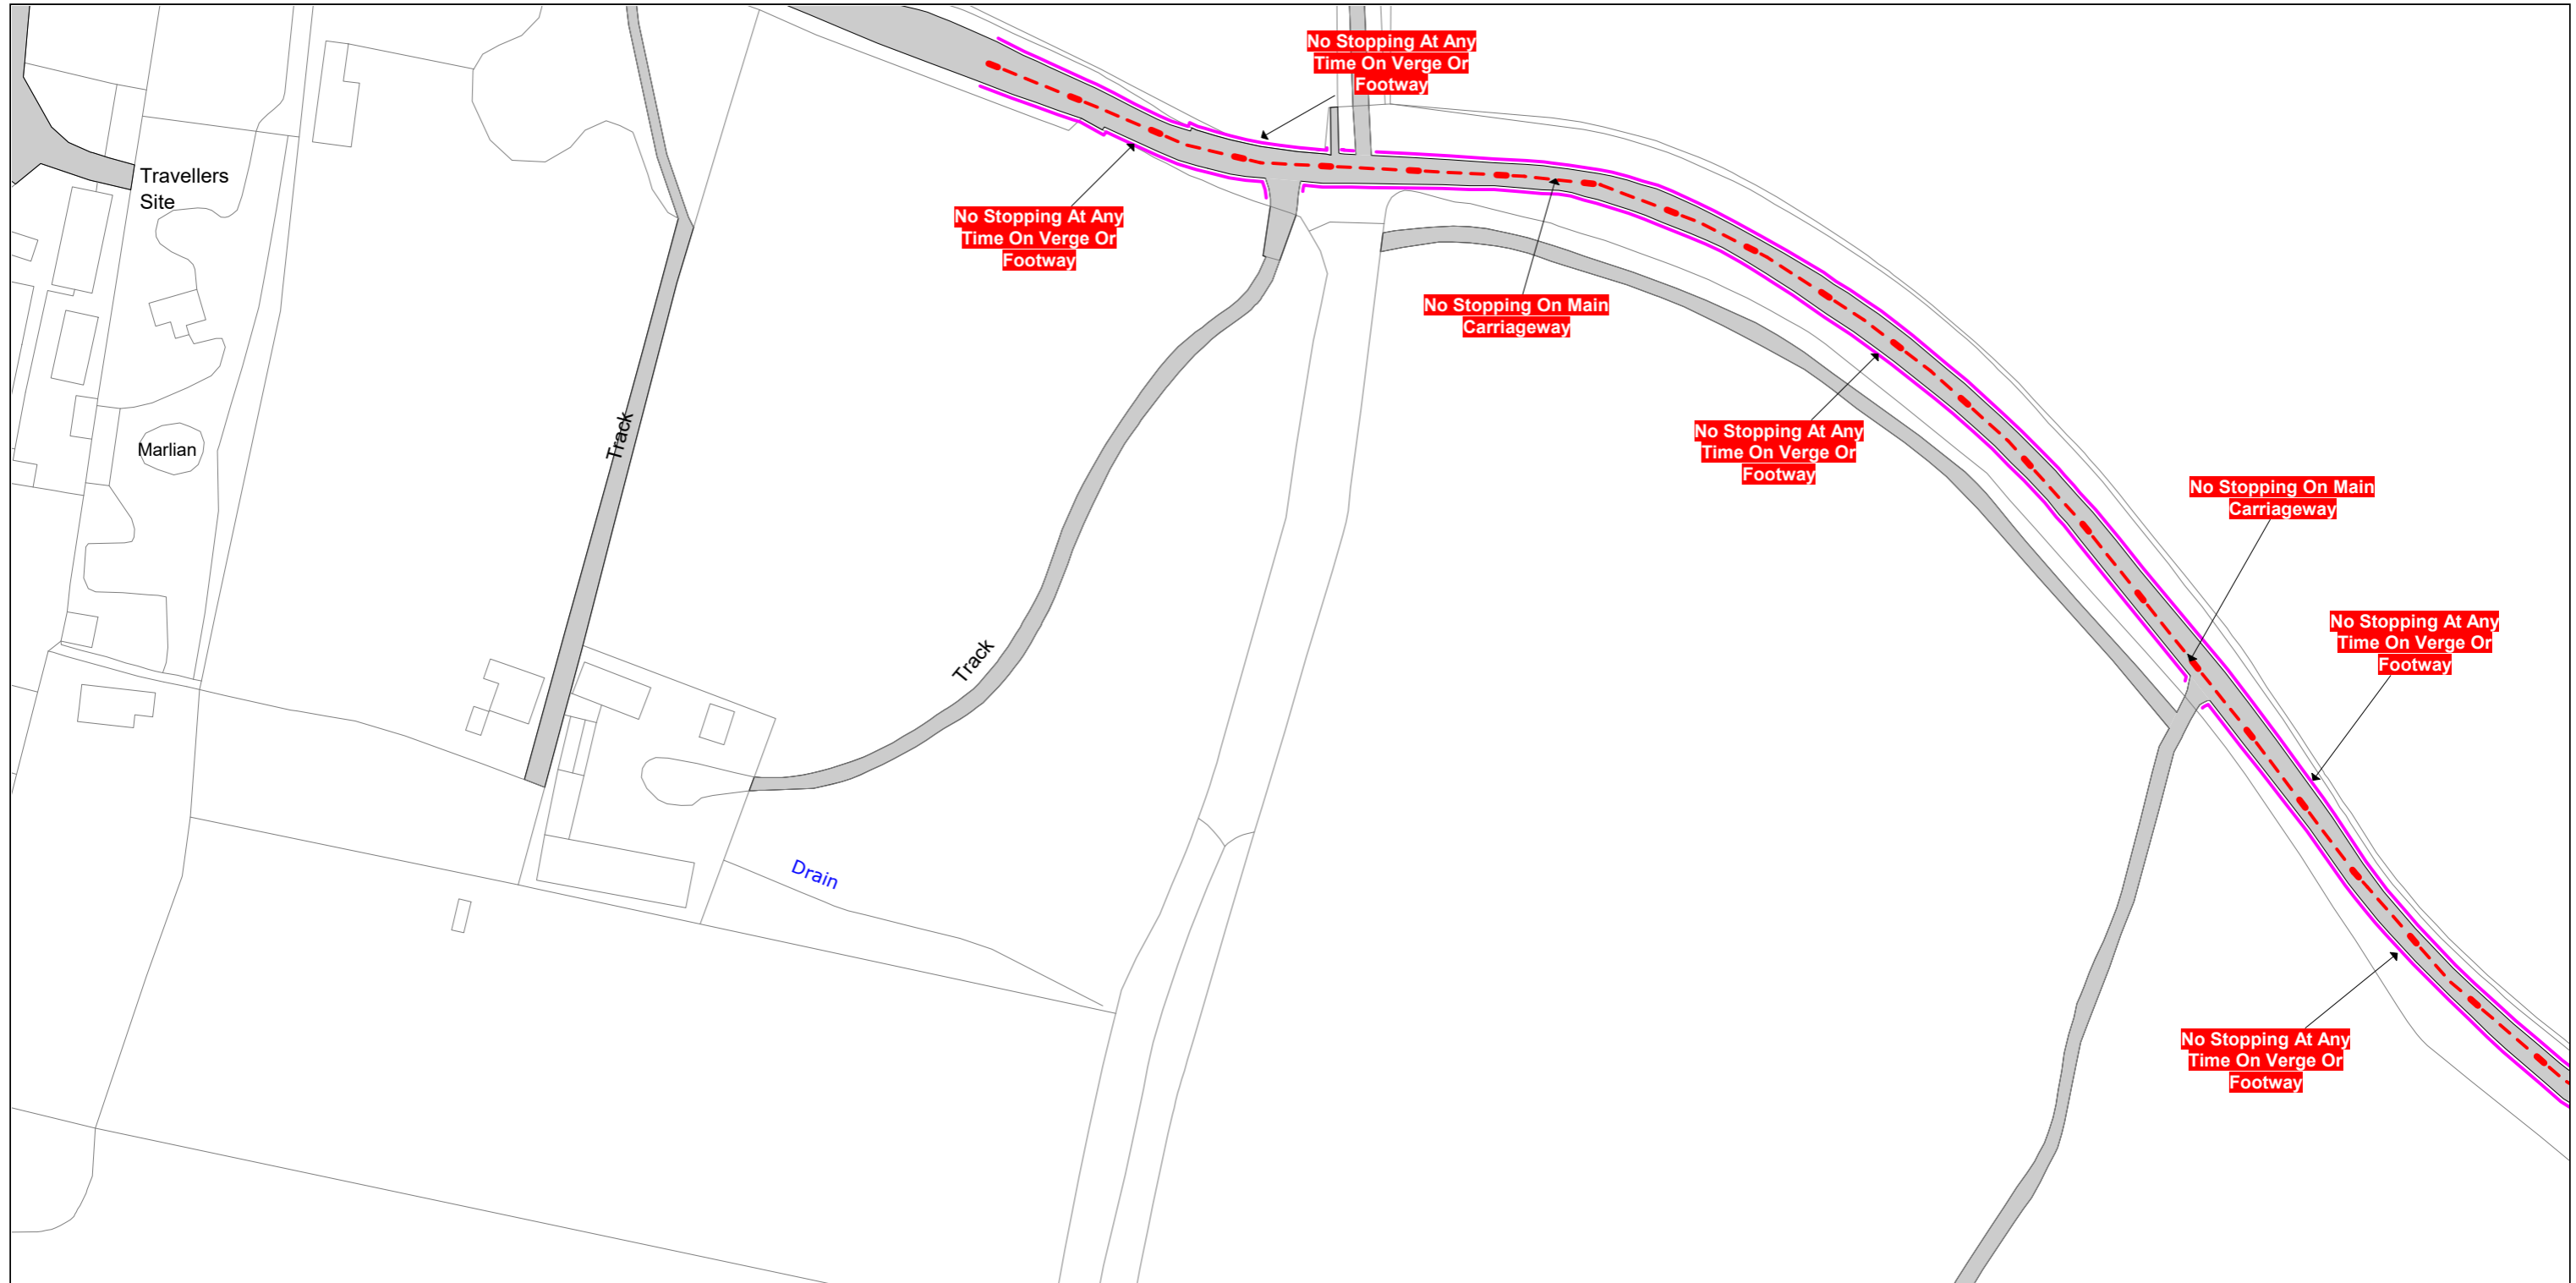 No Stopping At Any
Time On Verge Or
Footway
Travellers
Site
No Stopping At Any
Time On Verge Or
Footway
No Stopping On Main
Carriageway
Track
Marlian
No Stopping At Any
Time On Verge Or
Footway
No Stopping On Main
Carriageway
No Stopping At Any
Time On Verge Or
Footway
Track
Drain
No Stopping At Any
Time On Verge Or
Footway